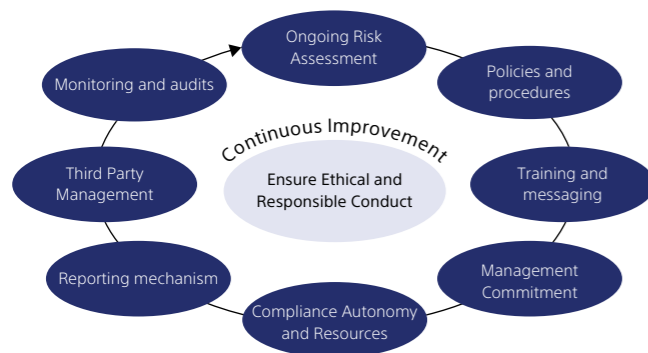 Ongoing Risk
Assessment
Policies and
procedures
Training and
messaging
Management
Commitment
Compliance Autonomy
and Resources
Reporting mechanism
Third Party
Management
Monitoring and audits
Continuous Improvement
Ensure Ethical and
Responsible Conduct